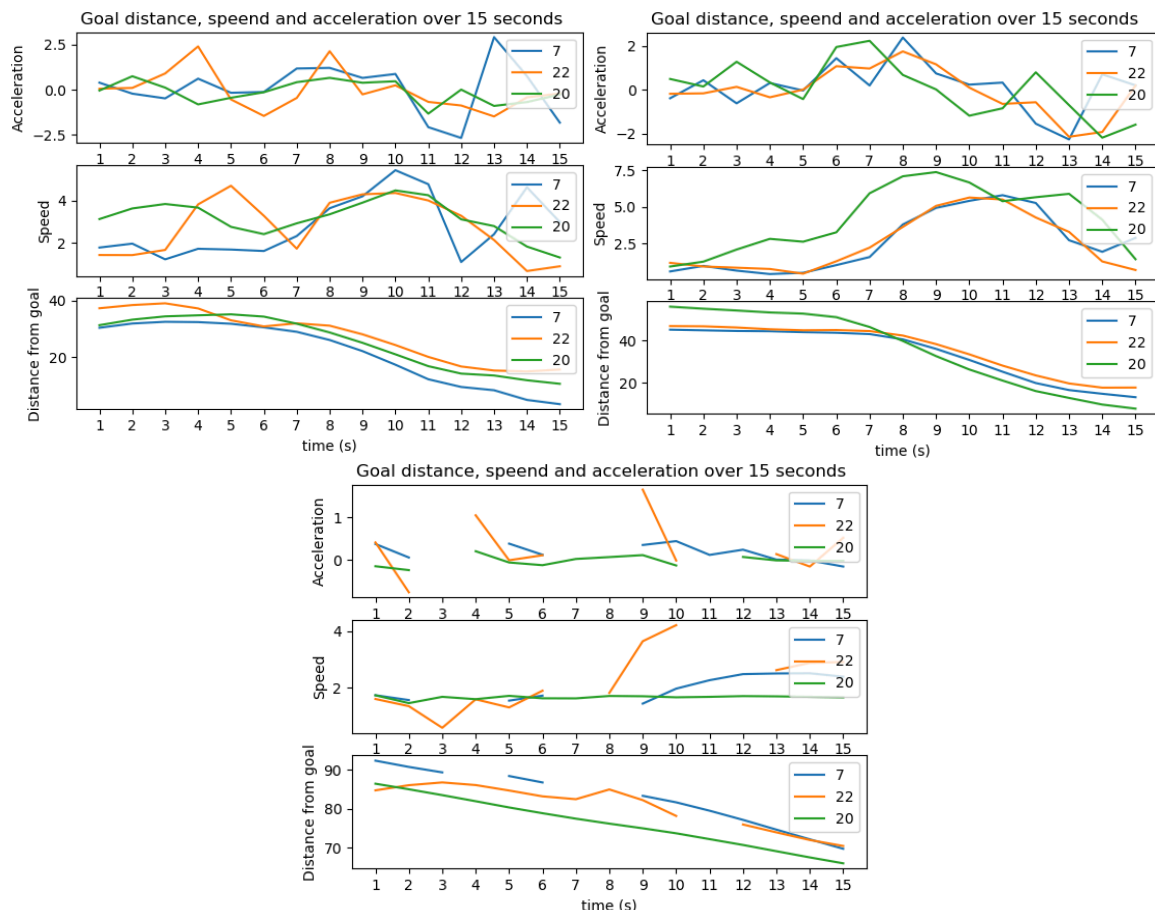 Goal distance, speend and acceleration over 15 seconds
Acceleration
2.5
0.0
−2.5
7
22
20
1 2 3 4 5 6 7 8 9 10 11 12 13 14 15
Speed
4
2
7
22
20
1 2 3 4 5 6 7 8 9 10 11 12 13 14 15
Distance from goal
40
20
7
22
20
1 2 3 4 5 6 7 8 9 10 11 12 13 14 15
time (s)
Goal distance, speend and acceleration over 15 seconds
Acceleration
2
0
−2
7
22
20
1 2 3 4 5 6 7 8 9 10 11 12 13 14 15
Speed
7.5
5.0
2.5
7
22
20
1 2 3 4 5 6 7 8 9 10 11 12 13 14 15
Distance from goal
40
20
7
22
20
1 2 3 4 5 6 7 8 9 10 11 12 13 14 15
time (s)
Goal distance, speend and acceleration over 15 seconds
Acceleration
1
0
7
22
20
1 2 3 4 5 6 7 8 9 10 11 12 13 14 15
Speed
4
2
7
22
20
1 2 3 4 5 6 7 8 9 10 11 12 13 14 15
Distance from goal
90
80
70
7
22
20
1 2 3 4 5 6 7 8 9 10 11 12 13 14 15
time (s)